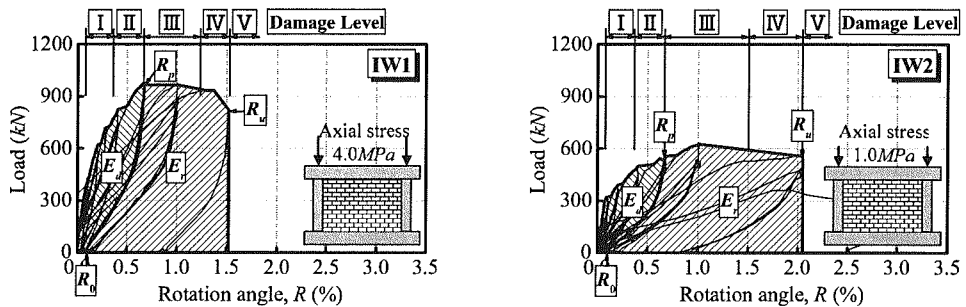 I II III IV V Damage Level
1200
900
600
300
0
Load (kN)
IW1
Rp
Ru
Ed
Er
Axial stress
4.0MPa
0 0.5 1.0 1.5 2.0 2.5 3.0 3.5
R0
Rotation angle, R (%)
I II III IV V Damage Level
1200
900
600
300
0
Load (kN)
IW2
Rp
Ru
Axial stress
1.0MPa
Ed
Er
0 0.5 1.0 1.5 2.0 2.5 3.0 3.5
R0
Rotation angle, R (%)